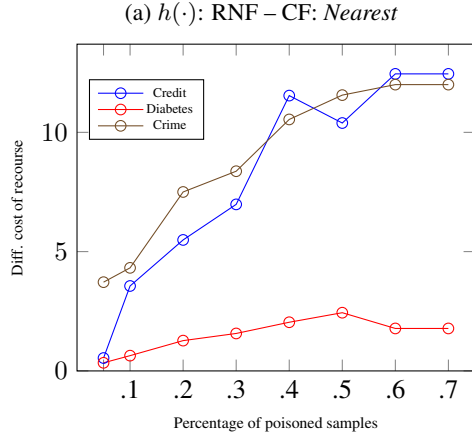 (a) h(·): RNF – CF: Nearest
Credit
Diabetes
Crime
Diff. cost of recourse
10
5
0
.1 .2 .3 .4 .5 .6 .7
Percentage of poisoned samples